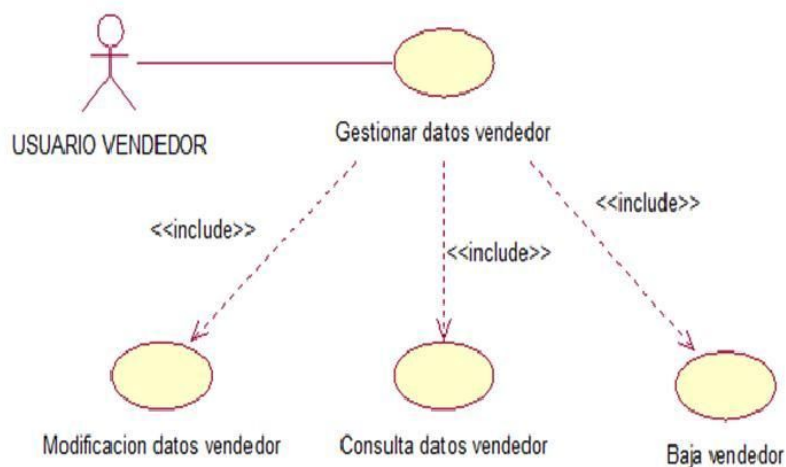 USUARIO VENDEDOR
Gestionar datos vendedor
<<include>>
<<include>>
<<include>>
Modificacion datos vendedor
Consulta datos vendedor
Baja vendedor